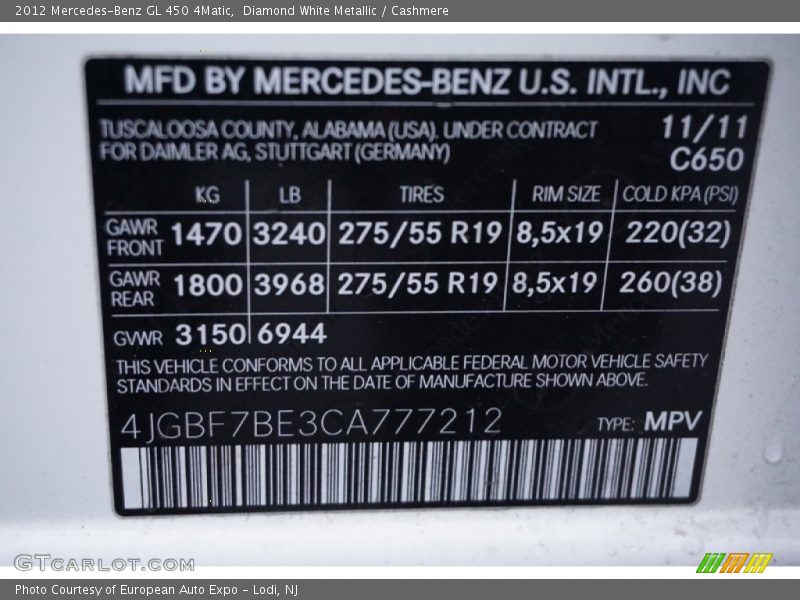 2012 Mercedes-Benz GL 450 4Matic,  Diamond White Metallic / Cashmere
MFD BY MERCEDES-BENZ U.S. INTL., INC
TUSCALOOSA COUNTY, ALABAMA (USA). UNDER CONTRACT 11/11
FOR DAIMLER AG, STUTTGART (GERMANY) C650
KG LB TIRES RIM SIZE COLD KPA (PSI)
GAWR FRONT 1470 3240 275/55 R19 8,5x19 220(32)
GAWR REAR 1800 3968 275/55 R19 8,5x19 260(38)
GVWR 3150 6944
THIS VEHICLE CONFORMS TO ALL APPLICABLE FEDERAL MOTOR VEHICLE SAFETY
STANDARDS IN EFFECT ON THE DATE OF MANUFACTURE SHOWN ABOVE.
4JGBF7BE3CA777212 TYPE: MPV
GTCARLOT.COM
Photo Courtesy of European Auto Expo - Lodi, NJ